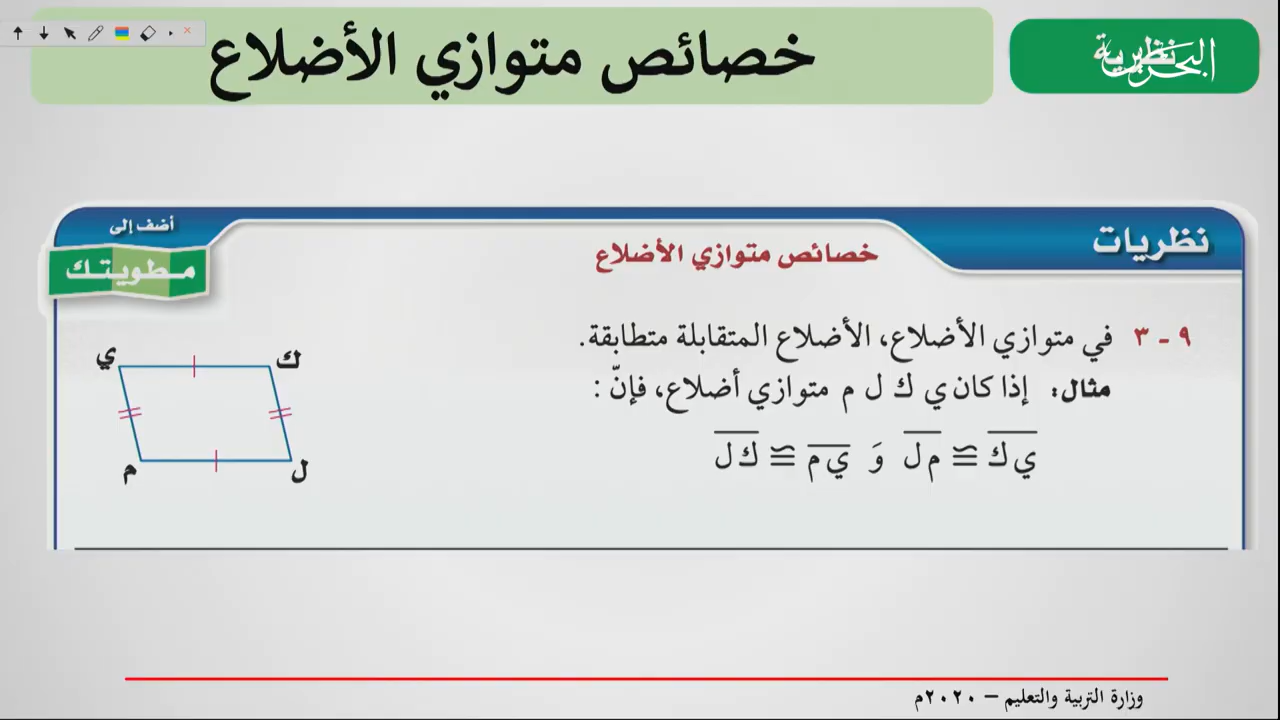 خصائص متوازي الأضلاع
نظرية
نظريات
أضف إلى
مطويتك
خصائص متوازي الأضلاع
٩ - ٣ في متوازي الأضلاع، الأضلاع المتقابلة متطابقة.
مثال: إذا كان ي ك ل م متوازي أضلاع، فإنّ :
ي ك ≅ م ل وَ ي م ≅ ك ل
ي
ك
م
ل
وزارة التربية والتعليم – ٢٠٢٠م